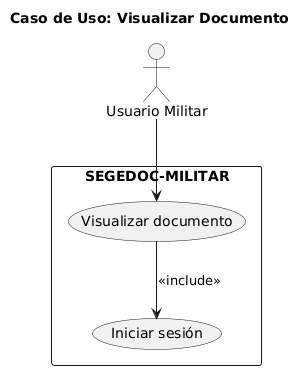 Caso de Uso: Visualizar Documento
Usuario Militar
SEGEDOC-MILITAR
Visualizar documento
«include»
Iniciar sesión